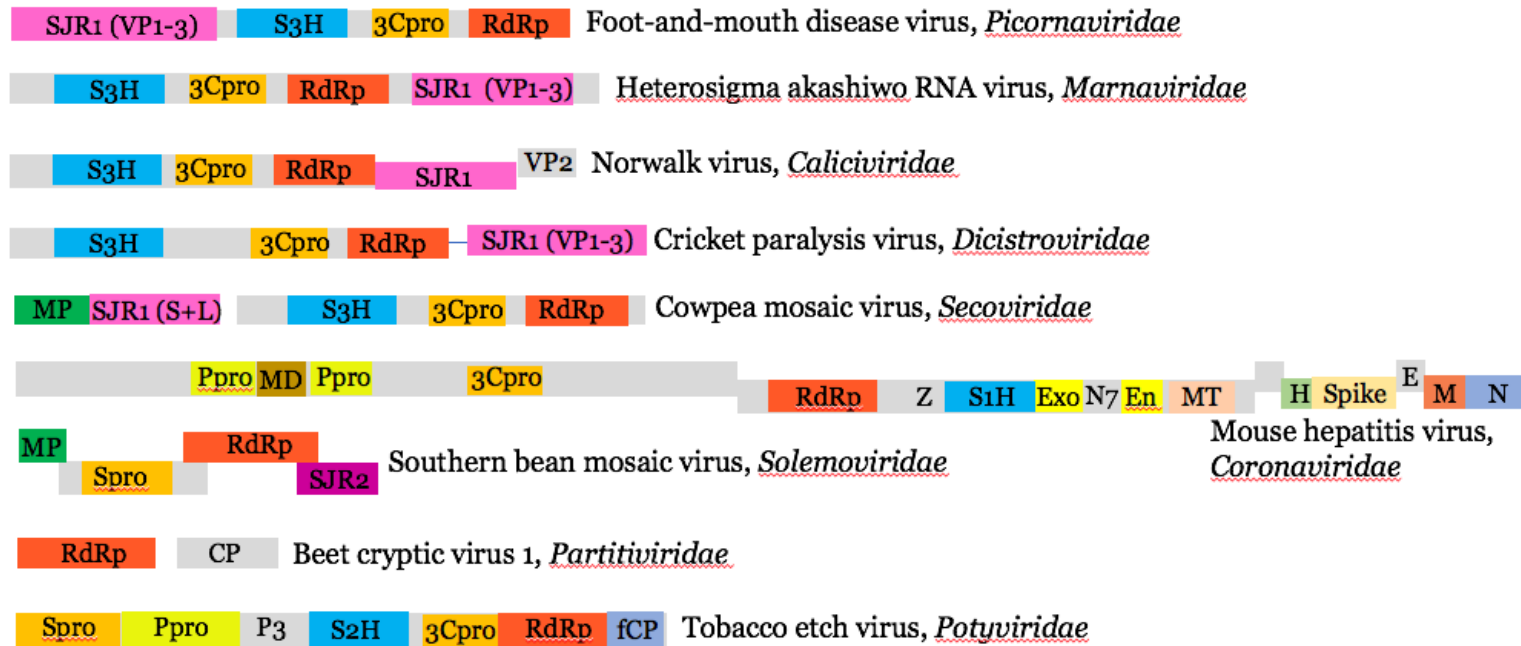 SJR1 (VP1-3) S3H 3Cpro RdRp Foot-and-mouth disease virus, Picornaviridae
S3H 3Cpro RdRp SJR1 (VP1-3) Heterosigma akashiwo RNA virus, Marnaviridae
S3H 3Cpro RdRp SJR1 VP2 Norwalk virus, Caliciviridae
S3H 3Cpro RdRp SJR1 (VP1-3) Cricket paralysis virus, Dicistroviridae
MP SJR1 (S+L) S3H 3Cpro RdRp Cowpea mosaic virus, Secoviridae
Ppro MD Ppro 3Cpro RdRp Z S1H Exo N7 En MT H Spike E M N
Mouse hepatitis virus,
Coronaviridae
MP Spro RdRp SJR2 Southern bean mosaic virus, Solemoviridae
RdRp CP Beet cryptic virus 1, Partitiviridae
Spro Ppro P3 S2H 3Cpro RdRp fCP Tobacco etch virus, Potyviridae